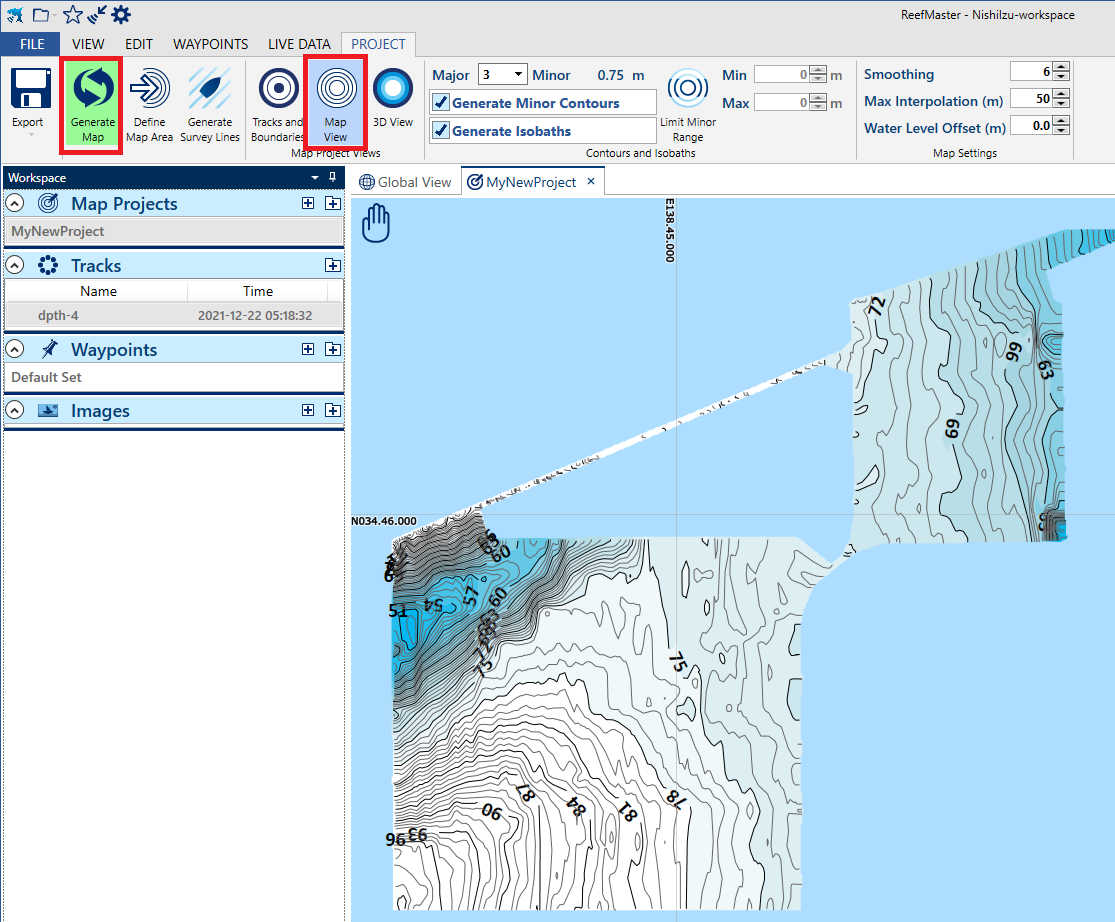 ReefMaster - Nishilzu-workspace
FILE VIEW EDIT WAYPOINTS LIVE DATA PROJECT
Export
Generate Map
Define Map Area
Generate Survey Lines
Tracks and Boundaries
Map View
3D View
Map Project Views
Major 3 Minor 0.75 m
Generate Minor Contours
Generate Isobaths
Limit Minor Range
Min 0 m
Max 0 m
Contours and Isobaths
Smoothing 6
Max Interpolation (m) 50
Water Level Offset (m) 0.0
Map Settings
Workspace
Map Projects
MyNewProject
Tracks
Name Time
dpth-4 2021-12-22 05:18:32
Waypoints
Default Set
Images
Global View MyNewProject
E138.45.000
N034.46.000
72
66
63
69
63
60
51
54
57
60
72
75
75
87
90
84
81
78
96
93